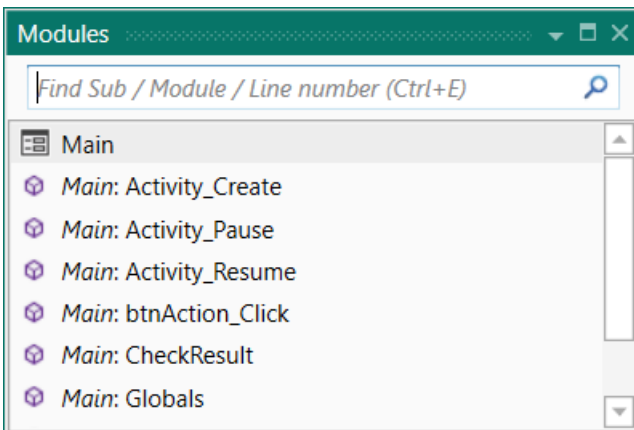 Modules
Find Sub / Module / Line number (Ctrl+E)
Main
Main: Activity_Create
Main: Activity_Pause
Main: Activity_Resume
Main: btnAction_Click
Main: CheckResult
Main: Globals